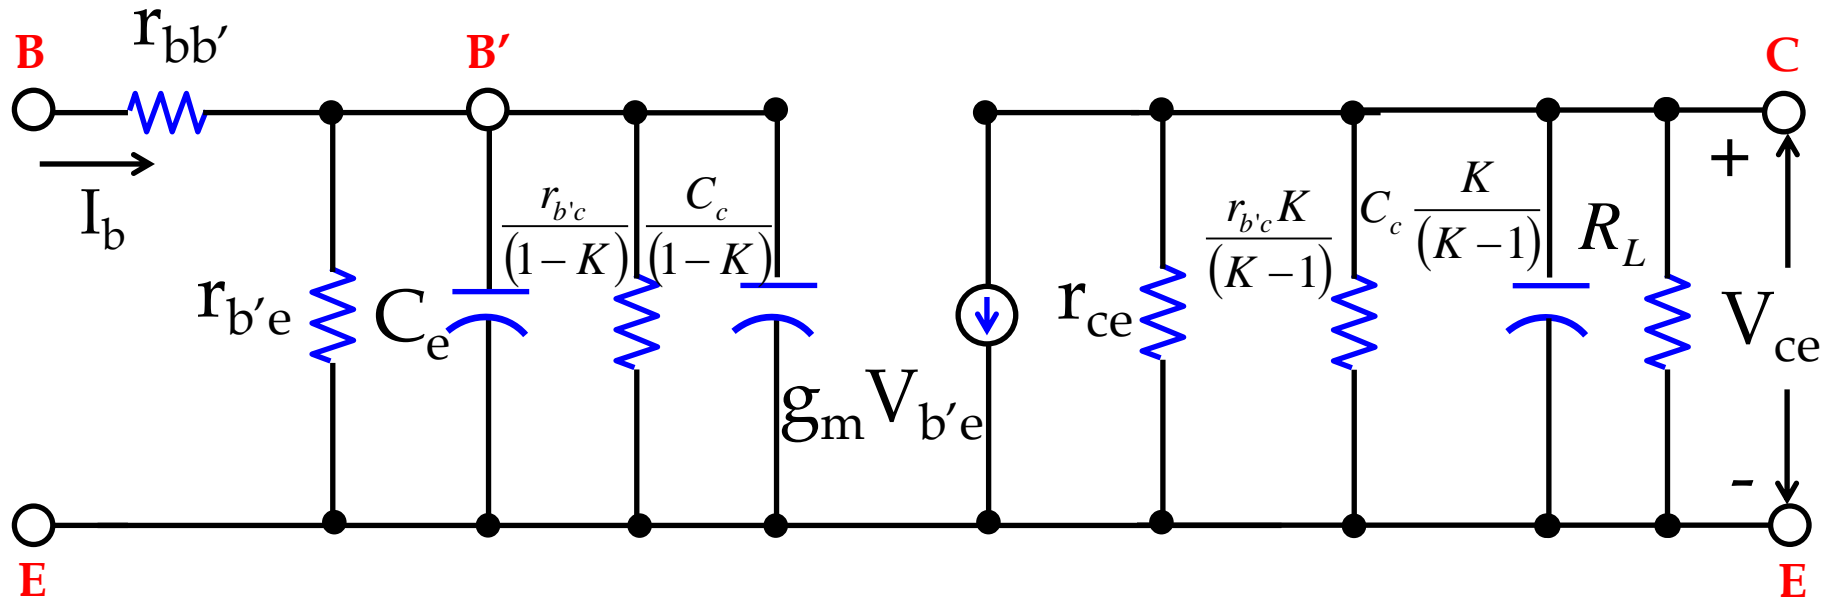 B
r_bb′
B′
C
I_b
r_b′e
C_e
r_b'c / (1 − K)
C_c / (1 − K)
g_m V_b′e
r_ce
r_b'c K / (K − 1)
C_c K / (K − 1)
R_L
+
V_ce
-
E
E